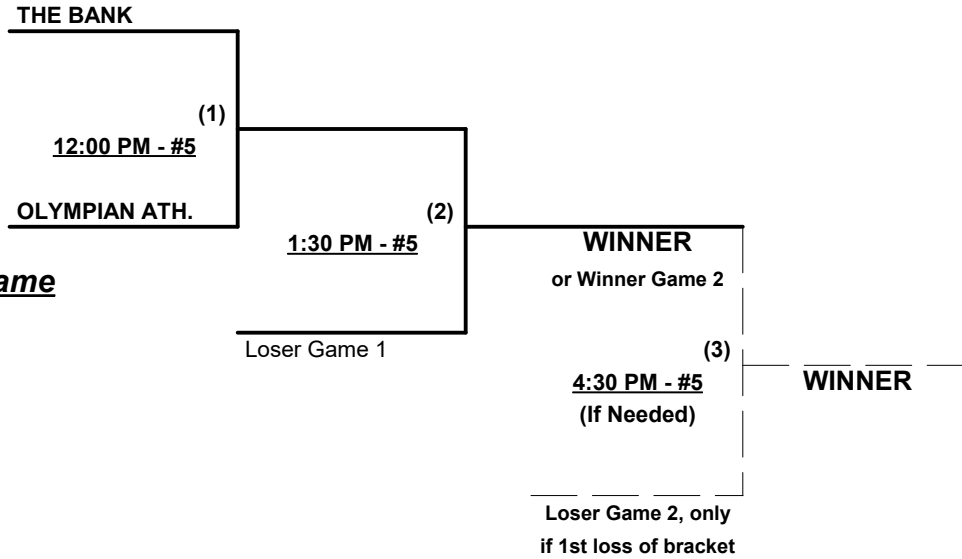 THE BANK
(1)
12:00 PM - #5
OLYMPIAN ATH.
(2)
1:30 PM - #5
WINNER
or Winner Game 2
ame
Loser Game 1
(3)
4:30 PM - #5
WINNER
(If Needed)
Loser Game 2, only
if 1st loss of bracket